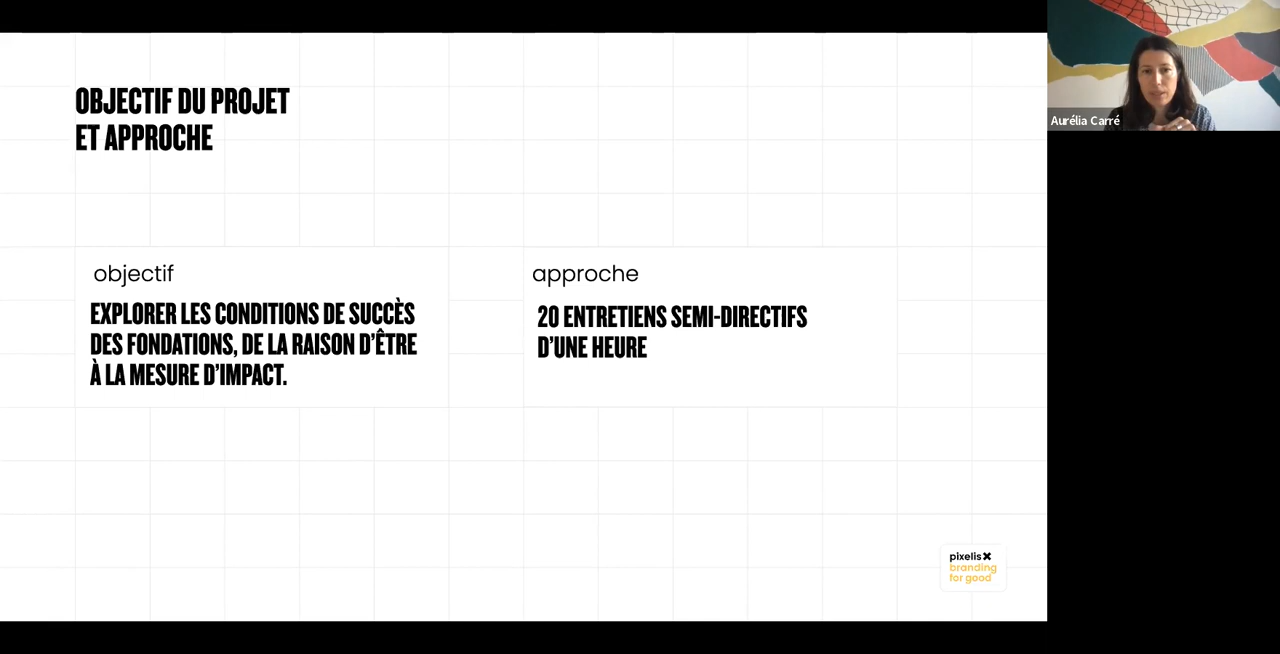 OBJECTIF DU PROJET
ET APPROCHE
objectif
EXPLORER LES CONDITIONS DE SUCCÈS
DES FONDATIONS, DE LA RAISON D'ÊTRE
À LA MESURE D'IMPACT.
approche
20 ENTRETIENS SEMI-DIRECTIFS
D'UNE HEURE
pixelis
branding
for good
Aurélia Carré